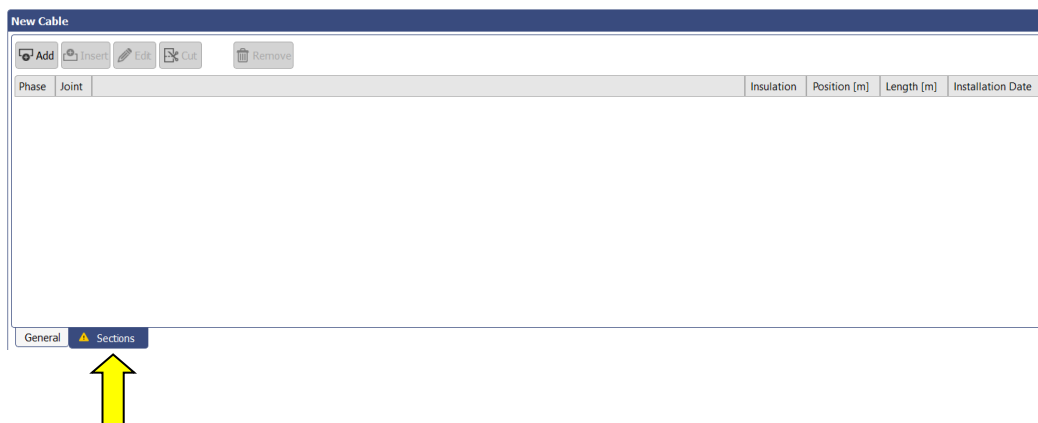 New Cable
Add Insert Edit Cut Remove
Phase Joint Insulation Position [m] Length [m] Installation Date
General Sections